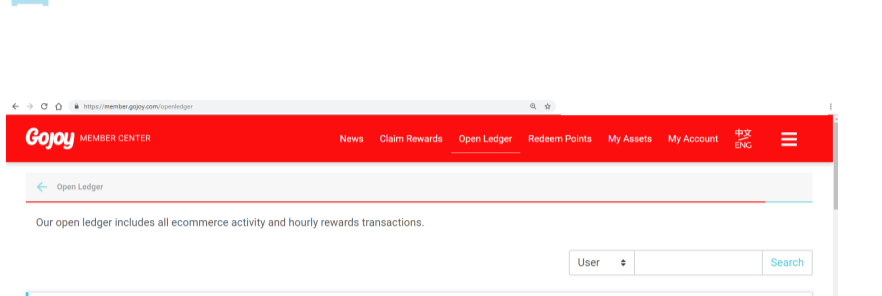 https://member.gojoy.com/openledger
Gojoy MEMBER CENTER News Claim Rewards Open Ledger Redeem Points My Assets My Account 中文 ENG
Open Ledger
Our open ledger includes all ecommerce activity and hourly rewards transactions.
User Search